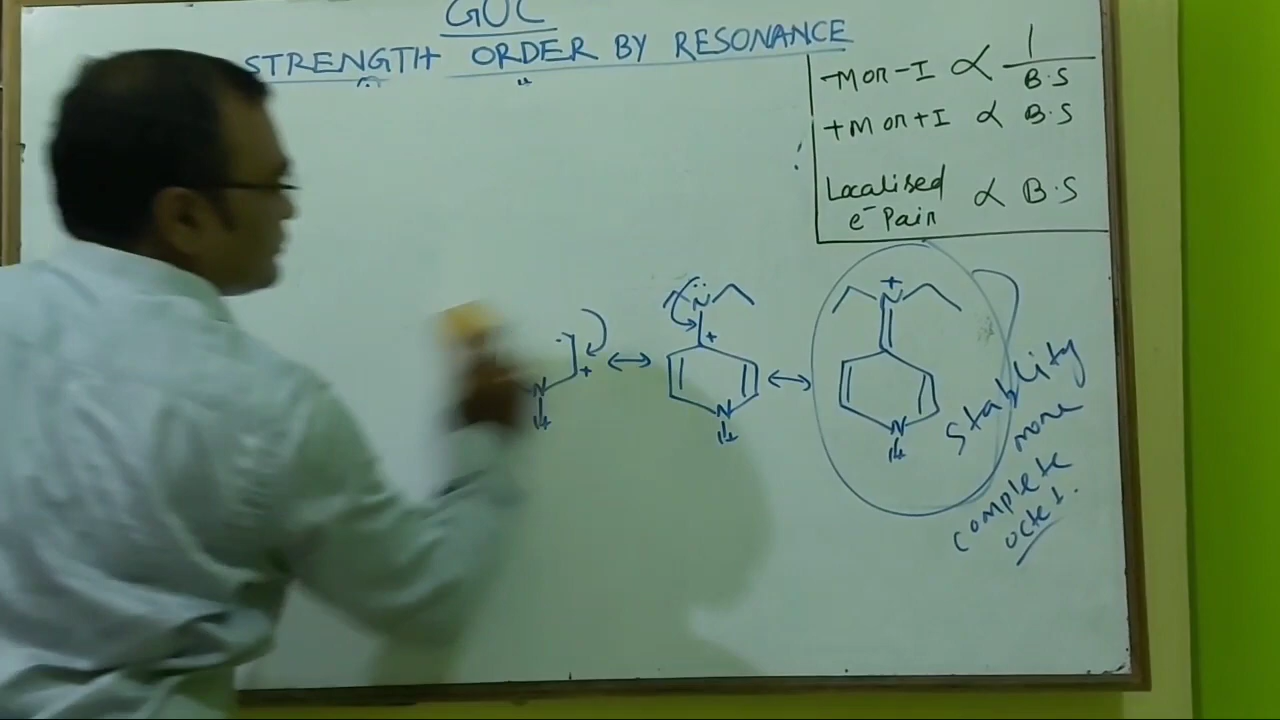 GOC
STRENGTH ORDER BY RESONANCE
-M or -I ∝ 1/B.S
+M or +I ∝ B.S
Localised e⁻ Pair ∝ B.S
N
+
+
N
H
N
+
N
H
+
N
N
H
Stability
more
complete
octet.